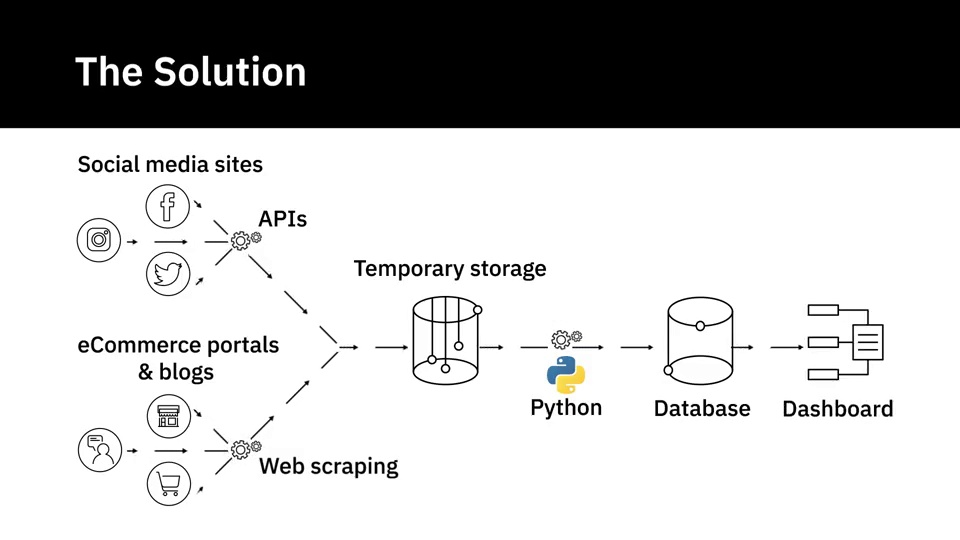 The Solution
Social media sites
APIs
Temporary storage
eCommerce portals
& blogs
Python
Database
Dashboard
Web scraping